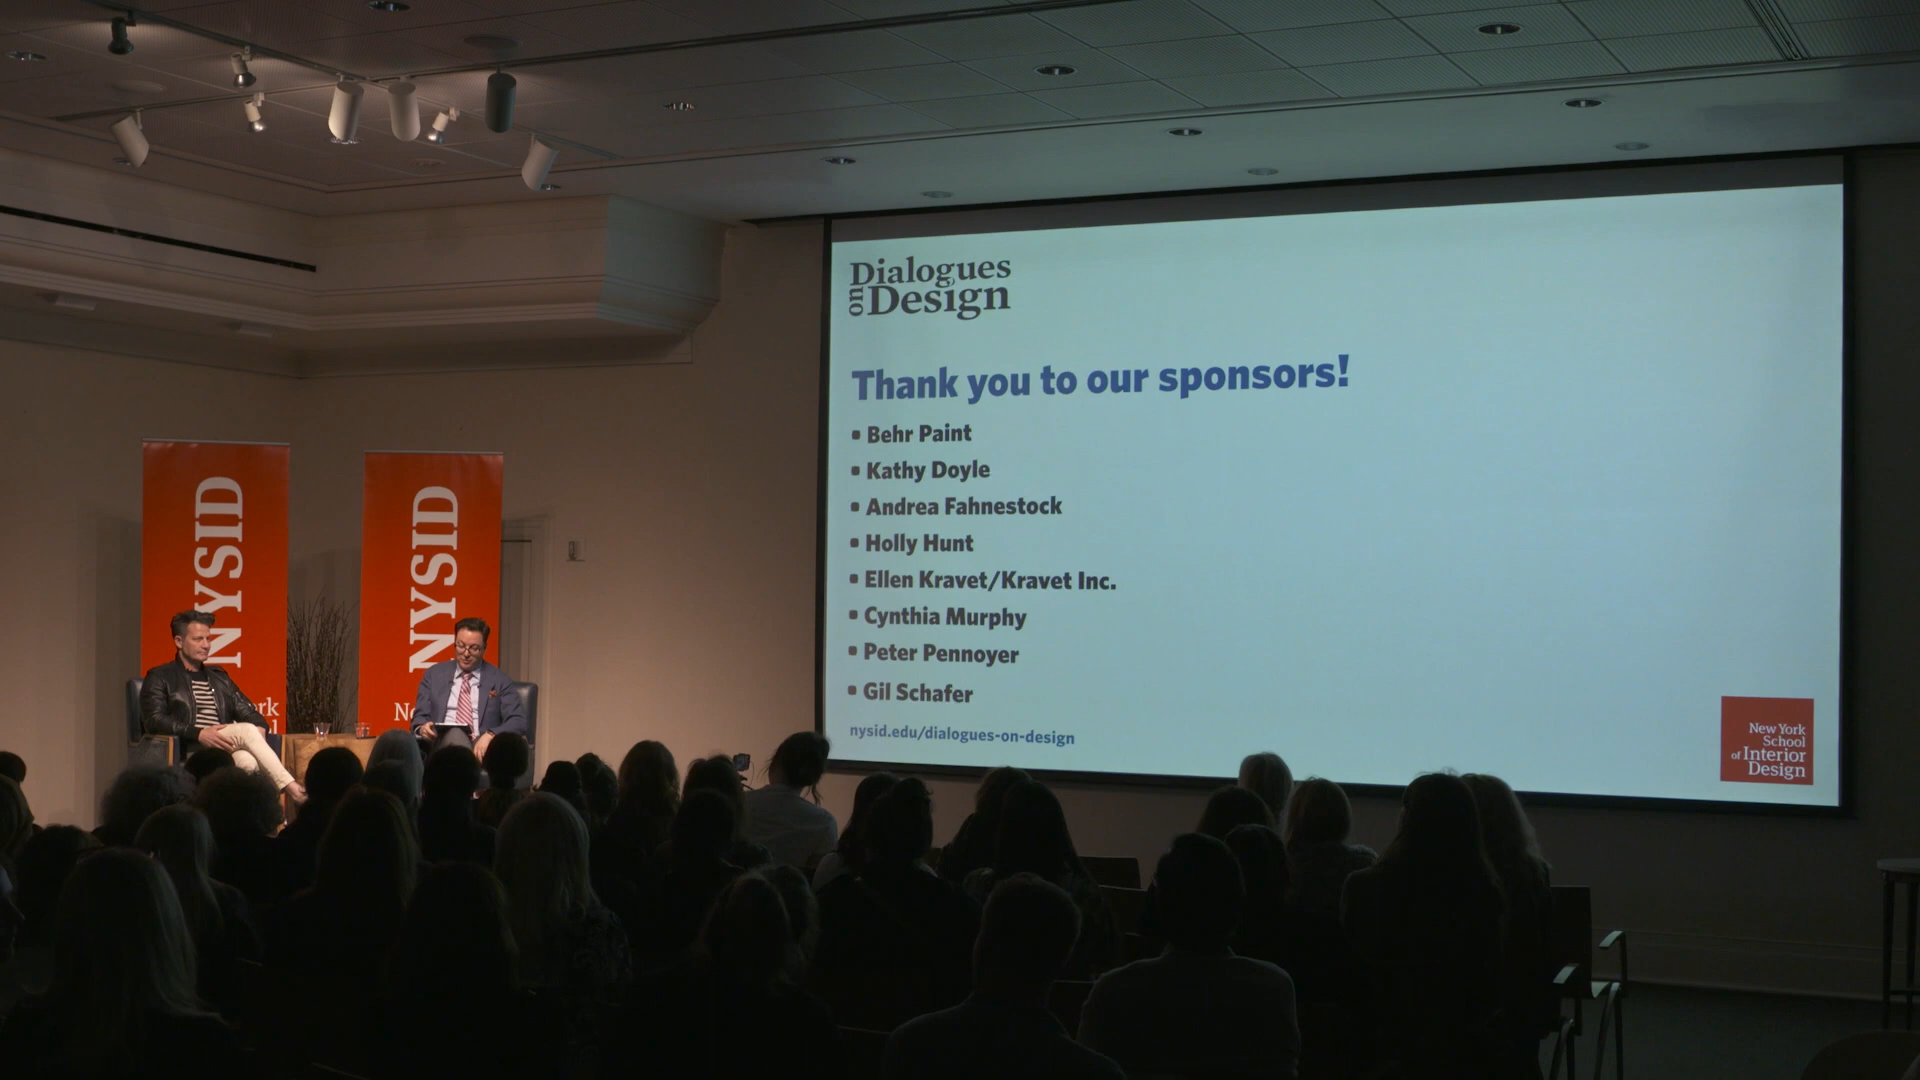 Dialogues
on Design
Thank you to our sponsors!
▪ Behr Paint
▪ Kathy Doyle
▪ Andrea Fahnestock
▪ Holly Hunt
▪ Ellen Kravet/Kravet Inc.
▪ Cynthia Murphy
▪ Peter Pennoyer
▪ Gil Schafer
nysid.edu/dialogues-on-design
New York
School
of Interior
Design
NYSID
NYSID